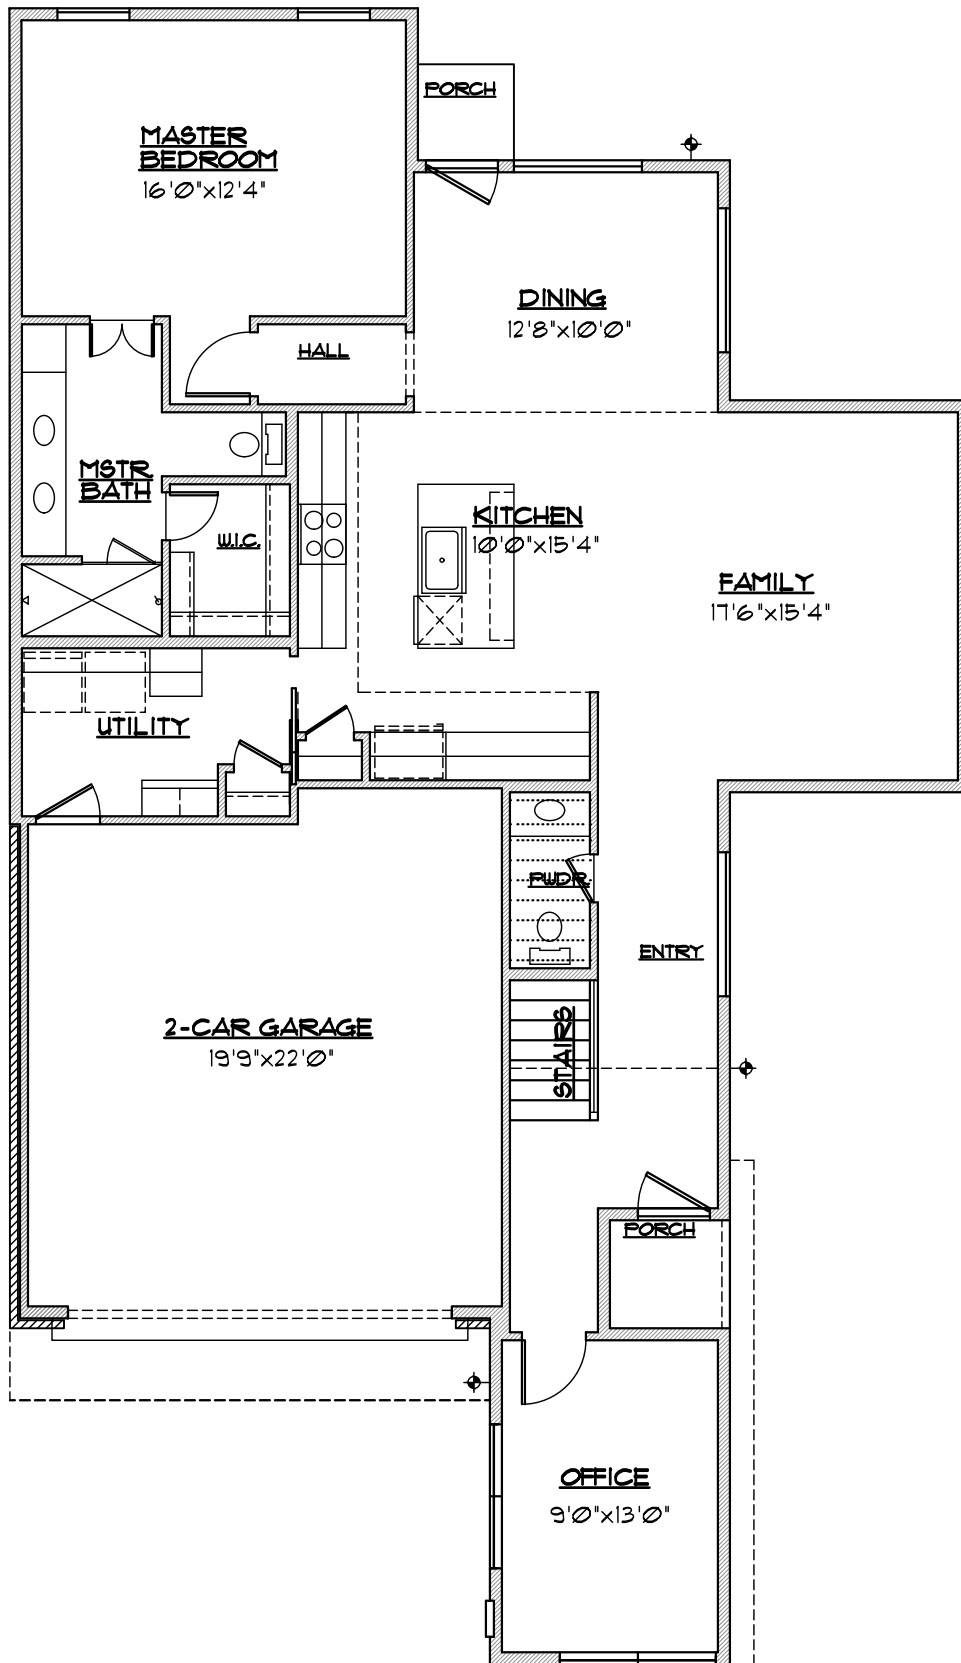 PORCH
MASTER
BEDROOM
16'0"x12'4"
DINING
12'8"x10'0"
HALL
MSTR.
BATH
W.I.C.
KITCHEN
10'0"x15'4"
FAMILY
17'6"x15'4"
UTILITY
PWDR.
ENTRY
2-CAR GARAGE
19'9"x22'0"
STAIRS
PORCH
OFFICE
9'0"x13'0"